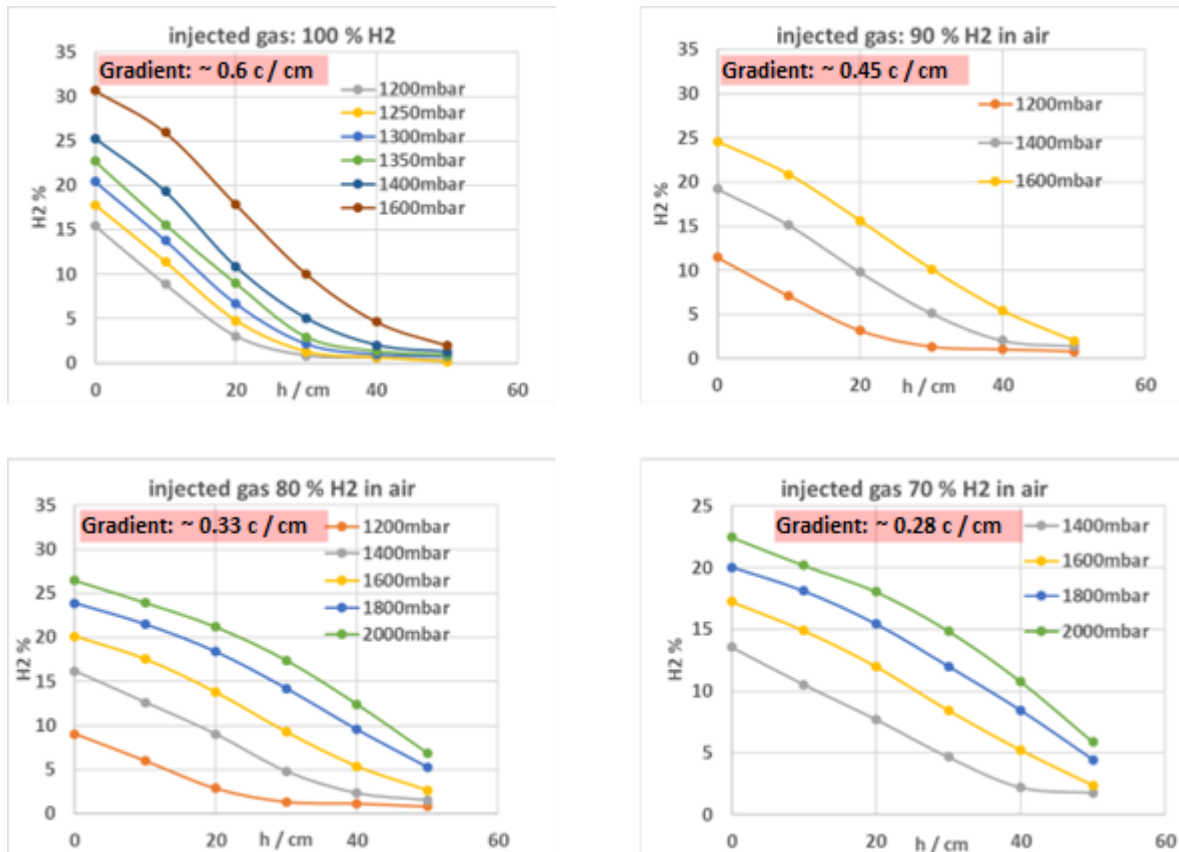 injected gas: 100 % H2
Gradient: ~ 0.6 c / cm
35
30
25
20
15
10
5
0
H2 %
1200mbar
1250mbar
1300mbar
1350mbar
1400mbar
1600mbar
0 20 h / cm 40 60
injected gas: 90 % H2 in air
Gradient: ~ 0.45 c / cm
35
30
25
20
15
10
5
0
H2 %
1200mbar
1400mbar
1600mbar
0 20 h / cm 40 60
injected gas 80 % H2 in air
Gradient: ~ 0.33 c / cm
35
30
25
20
15
10
5
0
H2 %
1200mbar
1400mbar
1600mbar
1800mbar
2000mbar
0 20 h / cm 40 60
injected gas 70 % H2 in air
Gradient: ~ 0.28 c / cm
25
20
15
10
5
0
H2 %
1400mbar
1600mbar
1800mbar
2000mbar
0 20 h / cm 40 60